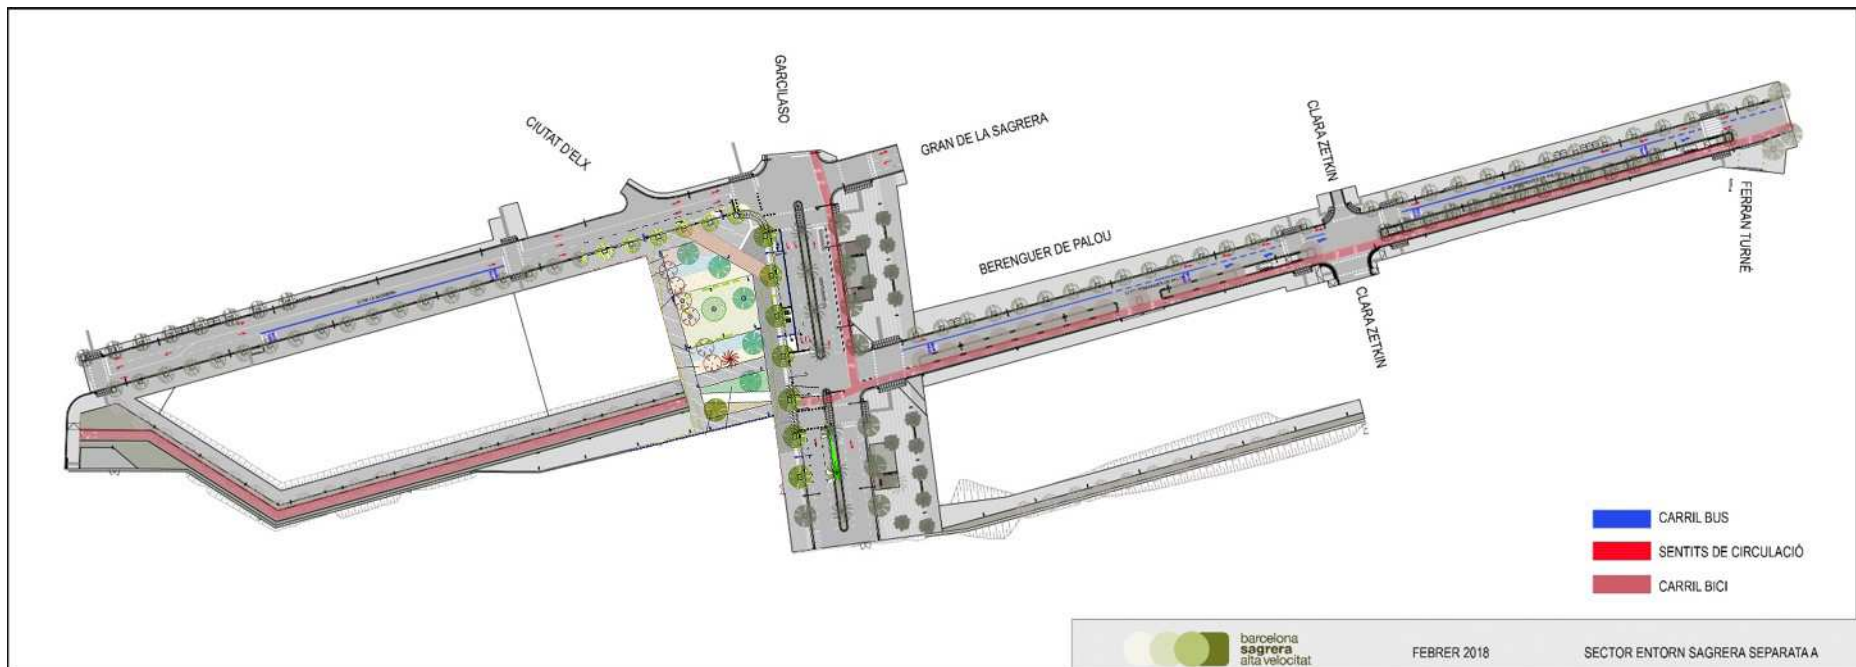 GARCILASO
CIUTAT D'ELX
GRAN DE LA SAGRERA
CLARA ZETKIN
BERENGUER DE PALOU
FERRAN TURNÉ
CLARA ZETKIN
CARRIL BUS
SENTITS DE CIRCULACIÓ
CARRIL BICI
barcelona
sagrera
alta velocitat
FEBRER 2018
SECTOR ENTORN SAGRERA SEPARATA A